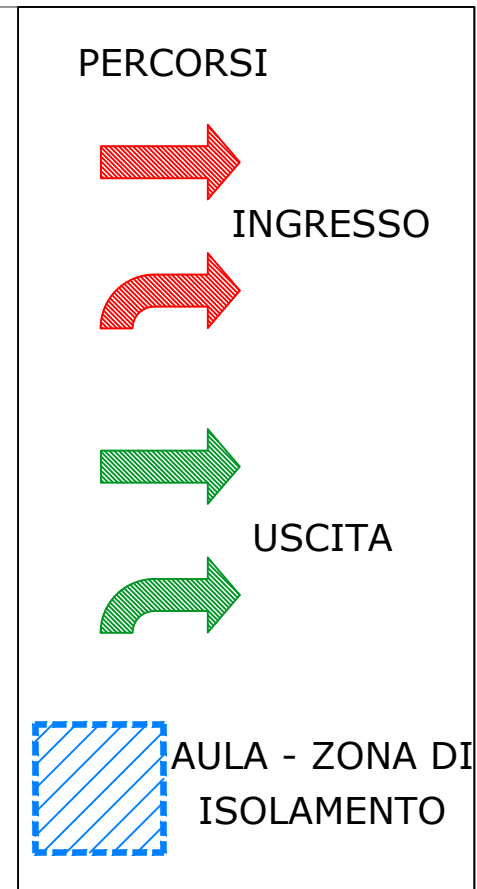 PERCORSI
INGRESSO
USCITA
AULA - ZONA DI
ISOLAMENTO